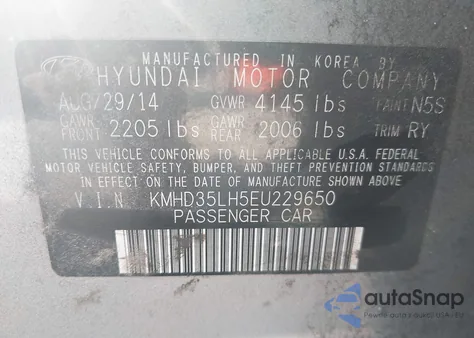 MANUFACTURED IN KOREA BY
HYUNDAI MOTOR COMPANY
AUG/29/14 GVWR 4145 lbs PAINT N5S
GAWR FRONT 2205 lbs GAWR REAR 2006 lbs TRIM RY
THIS VEHICLE CONFORMS TO ALL APPLICABLE U.S.A. FEDERAL
MOTOR VEHICLE SAFETY, BUMPER, AND THEFT PREVENTION STANDARDS
IN EFFECT ON THE DATE OF MANUFACTURE SHOWN ABOVE.
V.I.N. KMHD35LH5EU229650
PASSENGER CAR
autoSnap